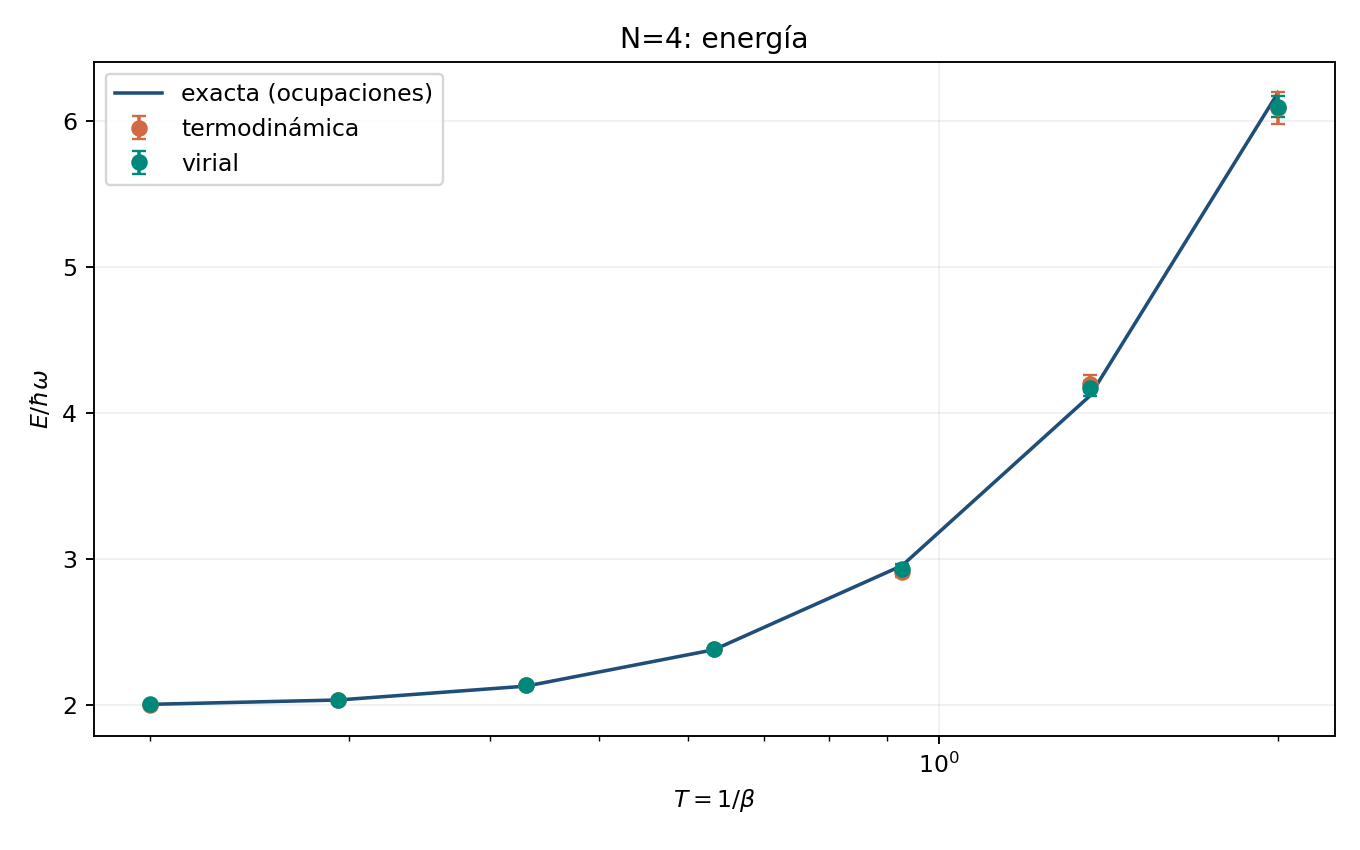 N=4: energía
exacta (ocupaciones)
termodinámica
virial
6
5
4
3
2
E/ħω
10⁰
T = 1/β